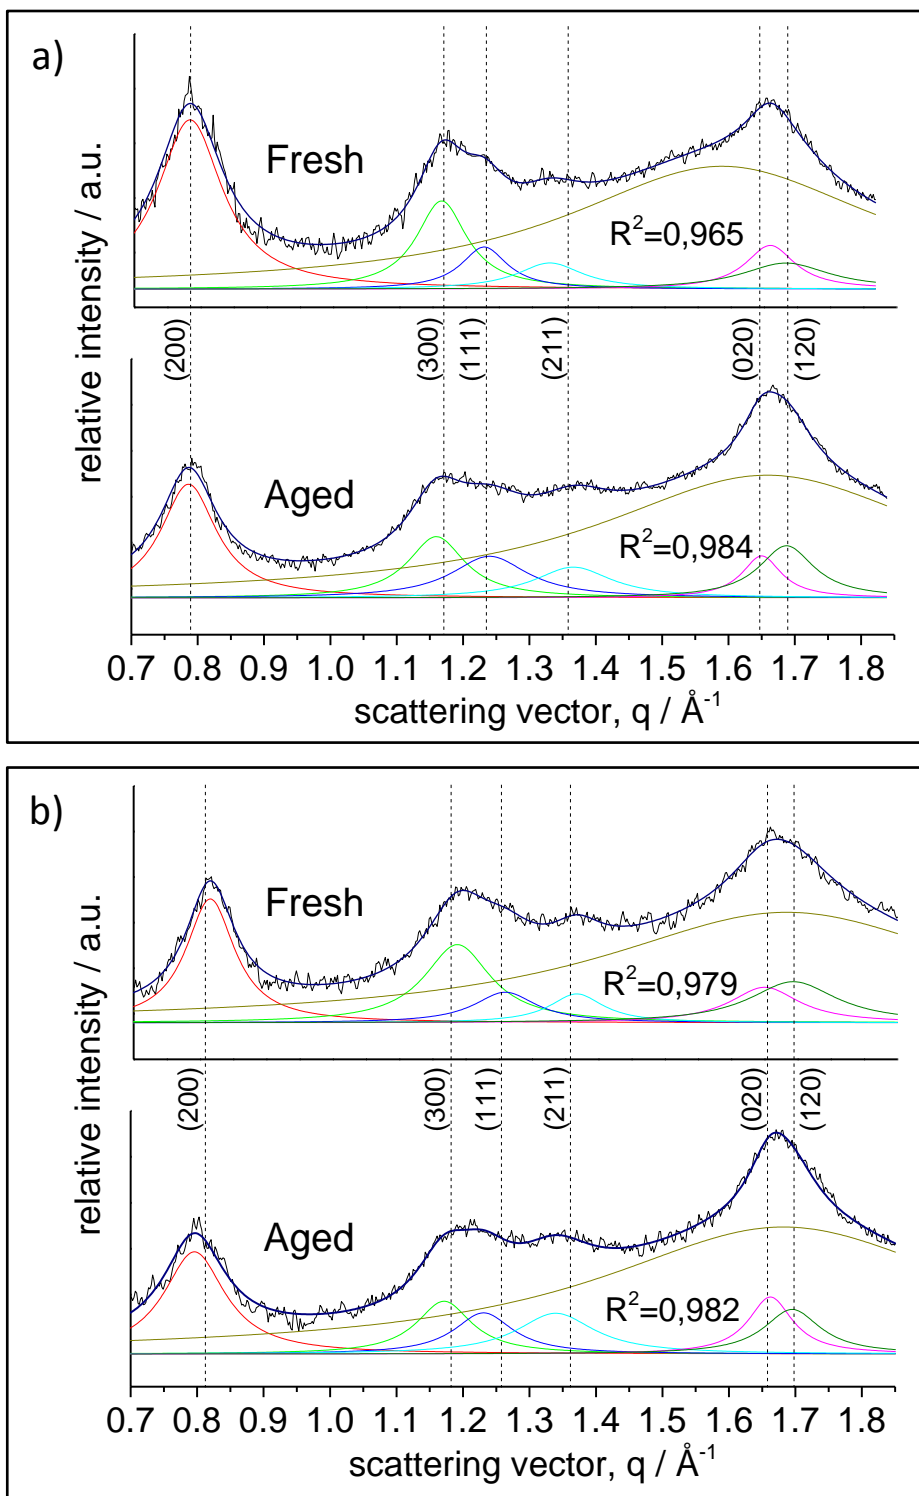 a)
Fresh
R²=0,965
relative intensity / a.u.
(200)
(300)
(111)
(211)
(020)
(120)
Aged
R²=0,984
0.7 0.8 0.9 1.0 1.1 1.2 1.3 1.4 1.5 1.6 1.7 1.8
scattering vector, q / Å⁻¹
b)
Fresh
R²=0,979
relative intensity / a.u.
(200)
(300)
(111)
(211)
(020)
(120)
Aged
R²=0,982
0.7 0.8 0.9 1.0 1.1 1.2 1.3 1.4 1.5 1.6 1.7 1.8
scattering vector, q / Å⁻¹